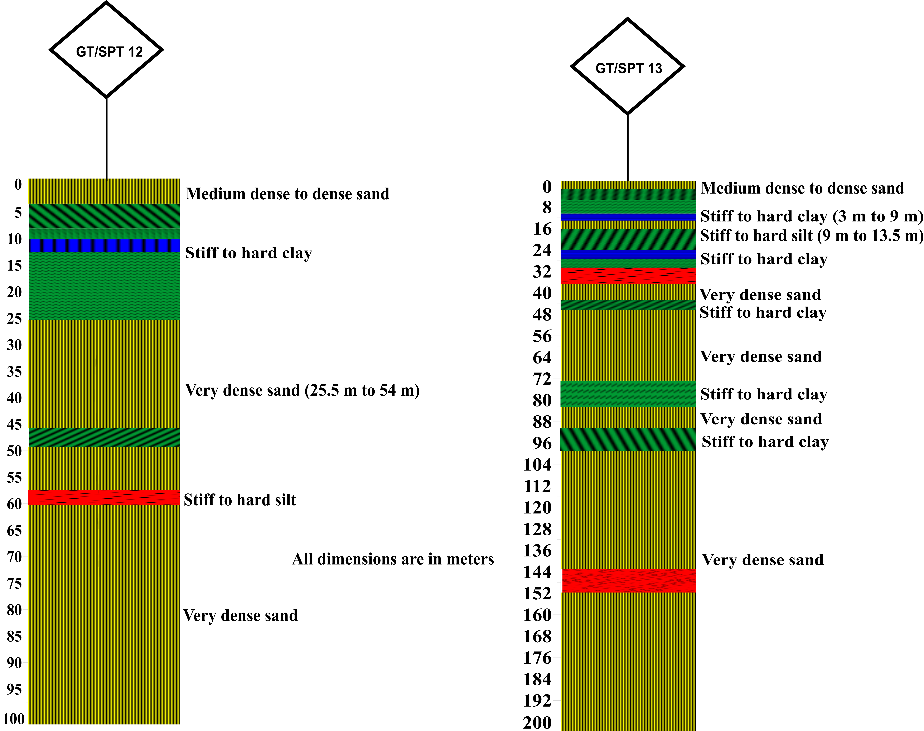 GT/SPT 12
0
5
10
15
20
25
30
35
40
45
50
55
60
65
70
75
80
85
90
95
100
Medium dense to dense sand
Stiff to hard clay
Very dense sand (25.5 m to 54 m)
Stiff to hard silt
Very dense sand
All dimensions are in meters
GT/SPT 13
0
8
16
24
32
40
48
56
64
72
80
88
96
104
112
120
128
136
144
152
160
168
176
184
192
200
Medium dense to dense sand
Stiff to hard clay (3 m to 9 m)
Stiff to hard silt (9 m to 13.5 m)
Stiff to hard clay
Very dense sand
Stiff to hard clay
Very dense sand
Stiff to hard clay
Very dense sand
Stiff to hard clay
Very dense sand